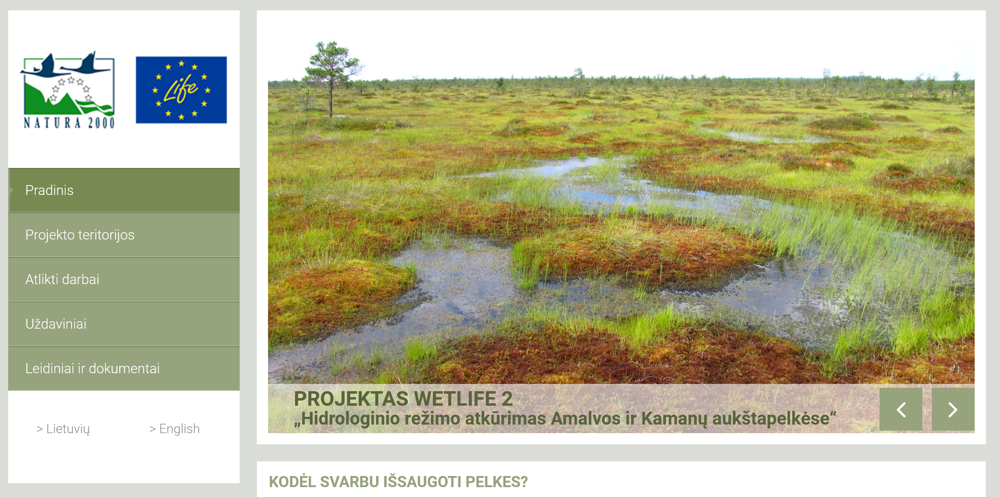 NATURA 2000
Life
Pradinis
Projekto teritorijos
Atlikti darbai
Uždaviniai
Leidiniai ir dokumentai
> Lietuvių
> English
PROJEKTAS WETLIFE 2
„Hidrologinio režimo atkūrimas Amalvos ir Kamanų aukštapelkėse“
KODĖL SVARBU IŠSAUGOTI PELKES?